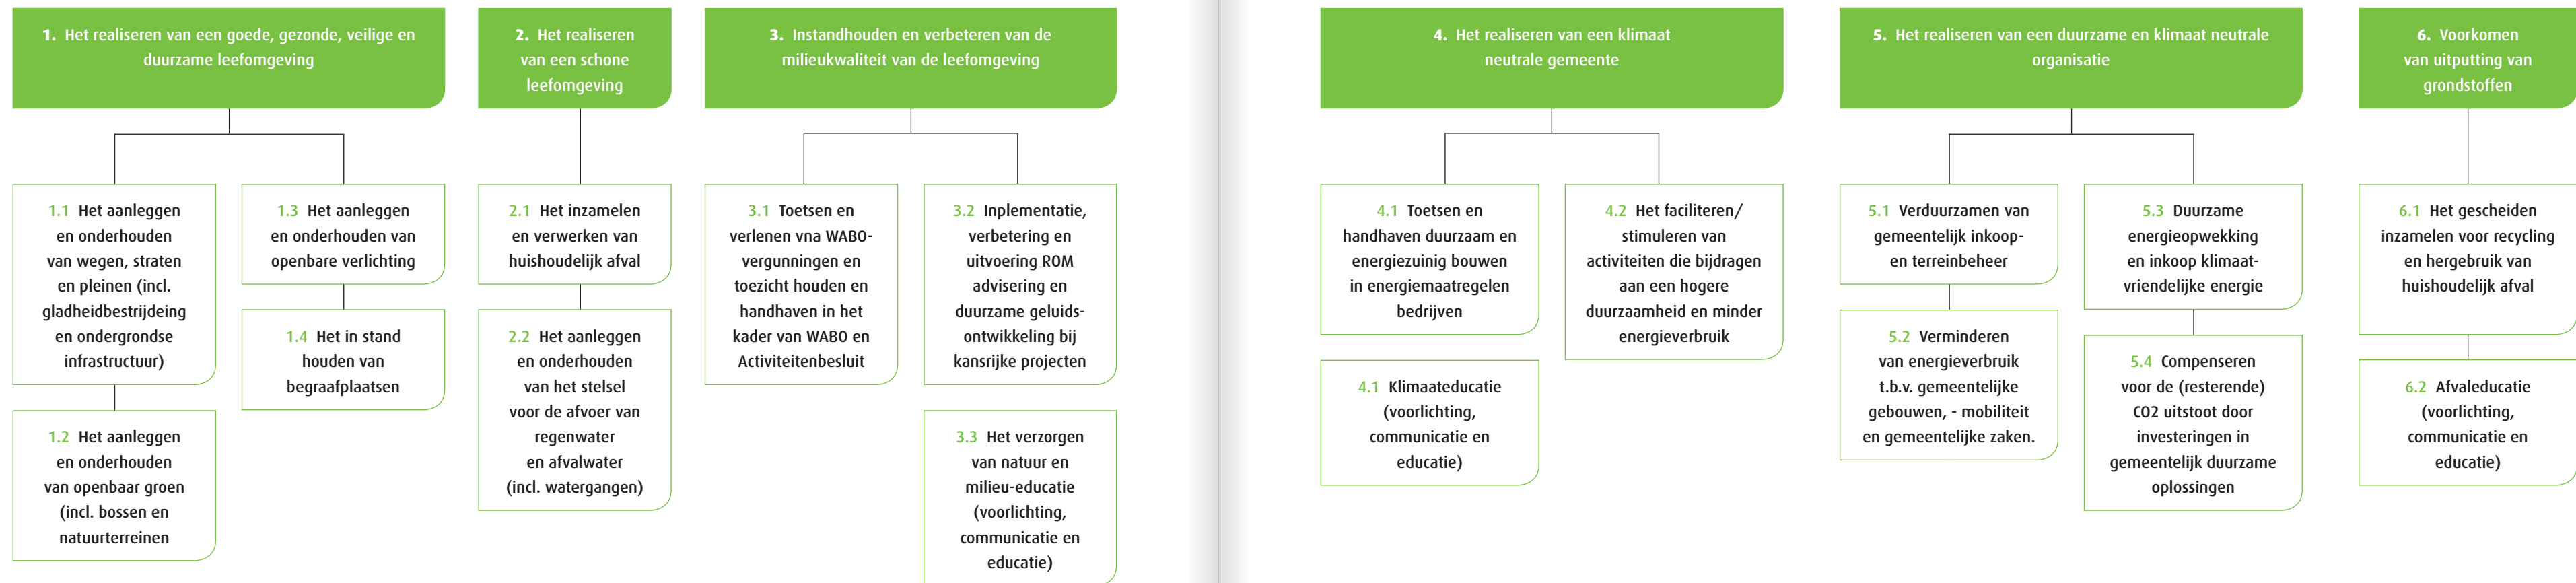 1. Het realiseren van een goede, gezonde, veilige en
duurzame leefomgeving
1.1 Het aanleggen
en onderhouden
van wegen, straten
en pleinen (incl.
gladheidbestrijdeing
en ondergrondse
infrastructuur)
1.2 Het aanleggen
en onderhouden
van openbaar groen
(incl. bossen en
natuurterreinen
1.3 Het aanleggen
en onderhouden van
openbare verlichting
1.4 Het in stand
houden van
begraafplaatsen
2. Het realiseren
van een schone
leefomgeving
2.1 Het inzamelen
en verwerken van
huishoudelijk afval
2.2 Het aanleggen
en onderhouden
van het stelsel
voor de afvoer van
regenwater
en afvalwater
(incl. watergangen)
3. Instandhouden en verbeteren van de
milieukwaliteit van de leefomgeving
3.1 Toetsen en
verlenen vna WABO-
vergunningen en
toezicht houden en
handhaven in het
kader van WABO en
Activiteitenbesluit
3.2 Inplementatie,
verbetering en
uitvoering ROM
advisering en
duurzame geluids-
ontwikkeling bij
kansrijke projecten
3.3 Het verzorgen
van natuur en
milieu-educatie
(voorlichting,
communicatie en
educatie)
4. Het realiseren van een klimaat
neutrale gemeente
4.1 Toetsen en
handhaven duurzaam en
energiezuinig bouwen
in energiemaatregelen
bedrijven
4.1 Klimaateducatie
(voorlichting,
communicatie en
educatie)
4.2 Het faciliteren/
stimuleren van
activiteiten die bijdragen
aan een hogere
duurzaamheid en minder
energieverbruik
5. Het realiseren van een duurzame en klimaat neutrale
organisatie
5.1 Verduurzamen van
gemeentelijk inkoop-
en terreinbeheer
5.2 Verminderen
van energieverbruik
t.b.v. gemeentelijke
gebouwen, - mobiliteit
en gemeentelijke zaken.
5.3 Duurzame
energieopwekking
en inkoop klimaat-
vriendelijke energie
5.4 Compenseren
voor de (resterende)
CO2 uitstoot door
investeringen in
gemeentelijk duurzame
oplossingen
6. Voorkomen
van uitputting van
grondstoffen
6.1 Het gescheiden
inzamelen voor recycling
en hergebruik van
huishoudelijk afval
6.2 Afvaleducatie
(voorlichting,
communicatie en
educatie)